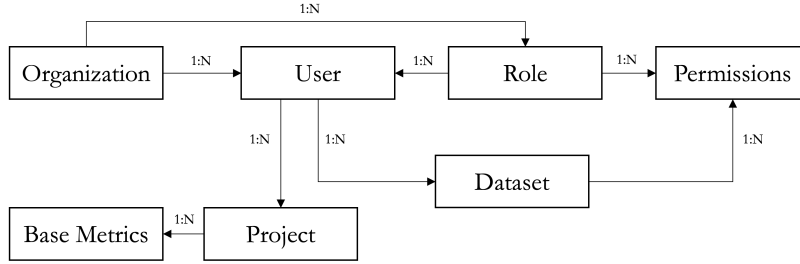 1:N
Organization
1:N
User
1:N
Role
1:N
Permissions
1:N
1:N
1:N
Dataset
Base Metrics
1:N
Project